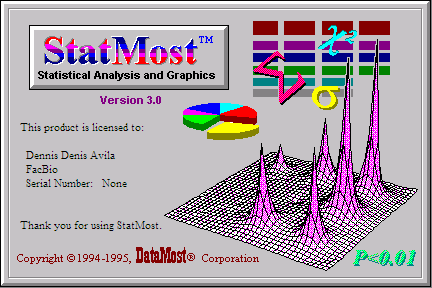 StatMost™
Statistical Analysis and Graphics
Version 3.0
This product is licensed to:
Dennis Denis Avila
FacBio
Serial Number: None
Thank you for using StatMost.
Copyright ©1994-1995, DataMost® Corporation
Σ
χ²
σ
P<0.01